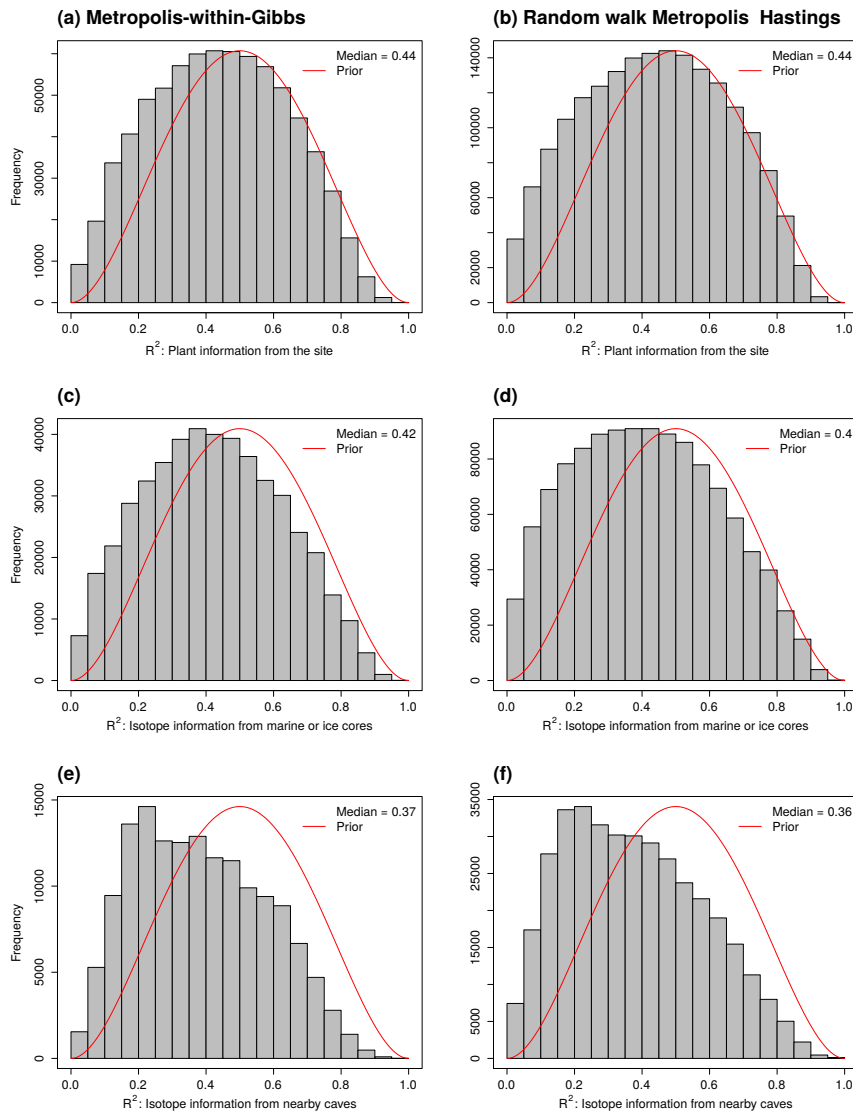 (a) Metropolis-within-Gibbs
(b) Random walk Metropolis Hastings
Median = 0.44
Prior
Frequency
0
10000
30000
50000
0.0 0.2 0.4 0.6 0.8 1.0
R²: Plant information from the site
Median = 0.44
Prior
0
20000
60000
100000
140000
0.0 0.2 0.4 0.6 0.8 1.0
R²: Plant information from the site
(c)
(d)
Median = 0.42
Prior
Frequency
0
10000
20000
30000
40000
0.0 0.2 0.4 0.6 0.8 1.0
R²: Isotope information from marine or ice cores
Median = 0.4
Prior
0
20000
40000
60000
80000
0.0 0.2 0.4 0.6 0.8 1.0
R²: Isotope information from marine or ice cores
(e)
(f)
Median = 0.37
Prior
Frequency
0
5000
10000
15000
0.0 0.2 0.4 0.6 0.8 1.0
R²: Isotope information from nearby caves
Median = 0.36
Prior
0
5000
15000
25000
35000
0.0 0.2 0.4 0.6 0.8 1.0
R²: Isotope information from nearby caves